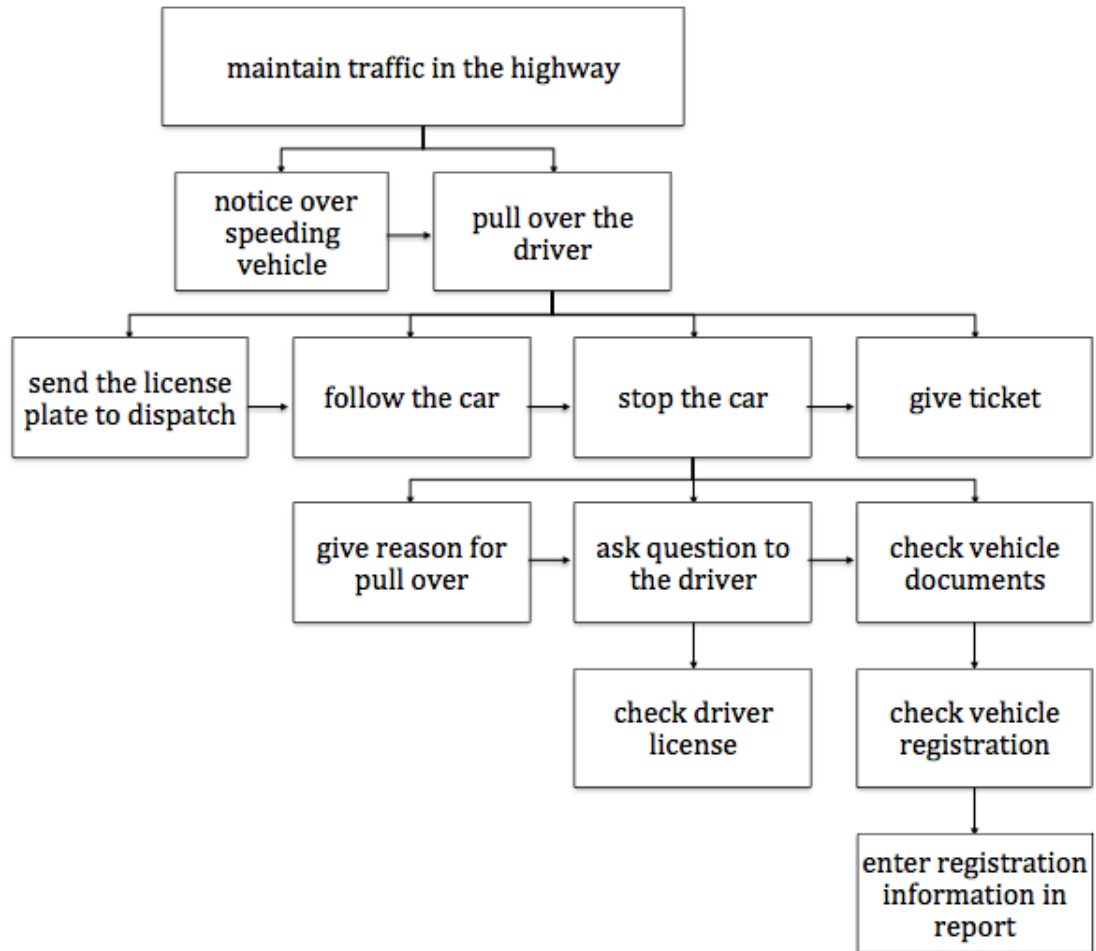 maintain traffic in the highway
notice over
speeding
vehicle
pull over the
driver
send the license
plate to dispatch
follow the car
stop the car
give ticket
give reason for
pull over
ask question to
the driver
check vehicle
documents
check driver
license
check vehicle
registration
enter registration
information in
report